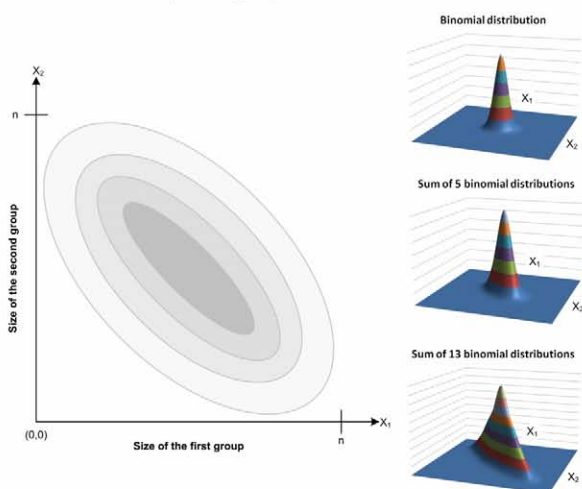 X₂
n
Size of the second group
(0,0)
Size of the first group
n
X₁
Binomial distribution
X₁
X₂
Sum of 5 binomial distributions
X₁
X₂
Sum of 13 binomial distributions
X₁
X₂